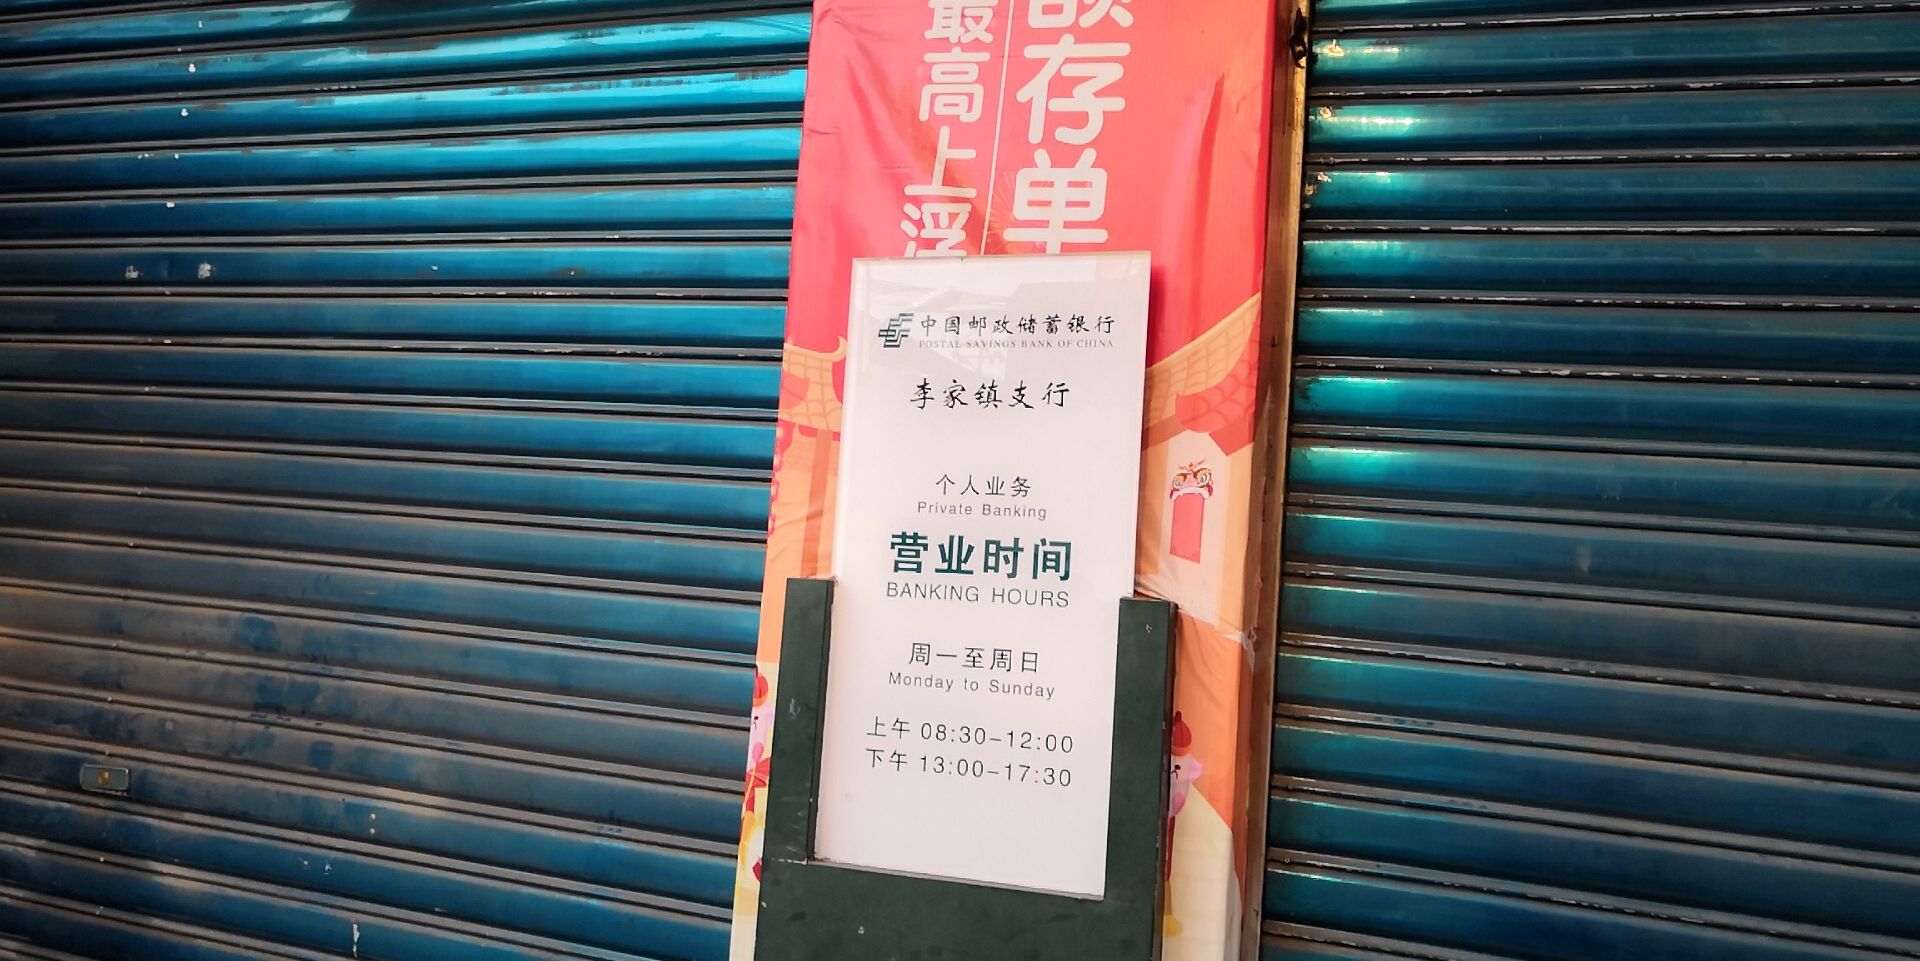 额存单
最高上浮
中国邮政储蓄银行
POSTAL SAVINGS BANK OF CHINA
李家镇支行
个人业务
Private Banking
营业时间
BANKING HOURS
周一至周日
Monday to Sunday
上午 08:30-12:00
下午 13:00-17:30